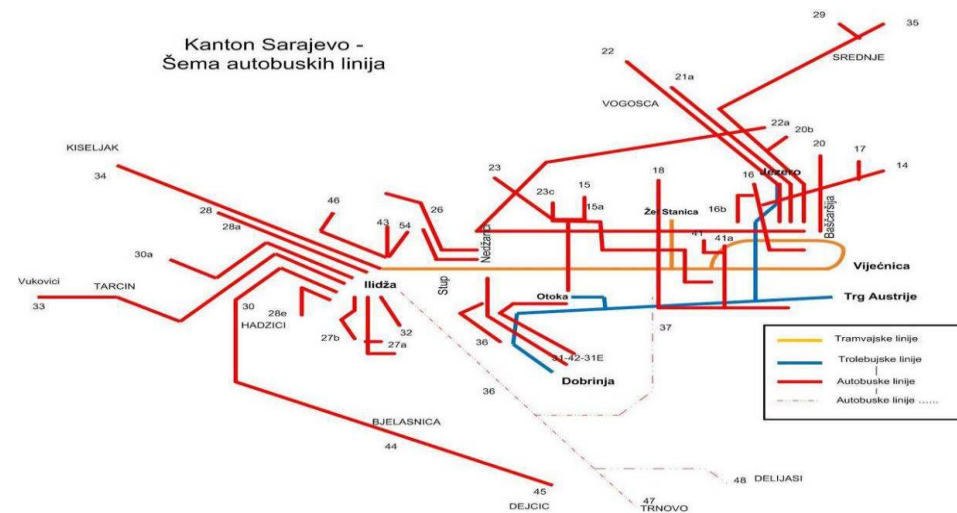 Kanton Sarajevo -
Šema autobuskih linija
29
35
22
SREDNJE
21a
VOGOSCA
22a
20b
KISELJAK
20
17
34
23
18
16
Jezero
14
15
23c
46
28
26
15a
Žel Stanica
16b
28a
43
54
Baščaršija
41
41a
Nedžarići
30a
Vijećnica
Vukovici
TARCIN
Ilidža
Stup
Otoka
Trg Austrije
33
30
28e
HADZICI
32
37
27b
27a
36
31-42-31E
Dobrinja
36
Tramvajske linije
Trolebujske linije
Autobuske linije
Autobuske linije ......
BJELASNICA
44
45
DEJCIC
48
DELIJASI
47
TRNOVO